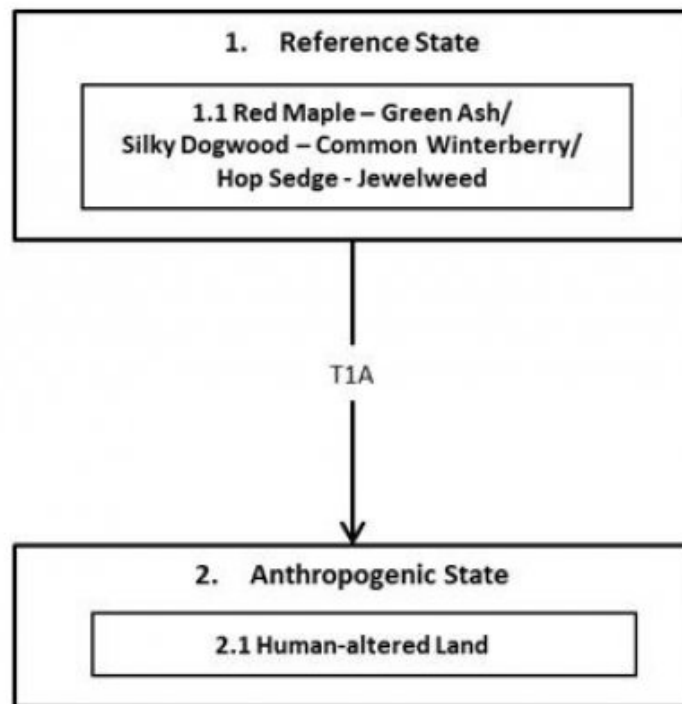 1. Reference State
1.1 Red Maple – Green Ash/
Silky Dogwood – Common Winterberry/
Hop Sedge - Jewelweed
T1A
2. Anthropogenic State
2.1 Human-altered Land